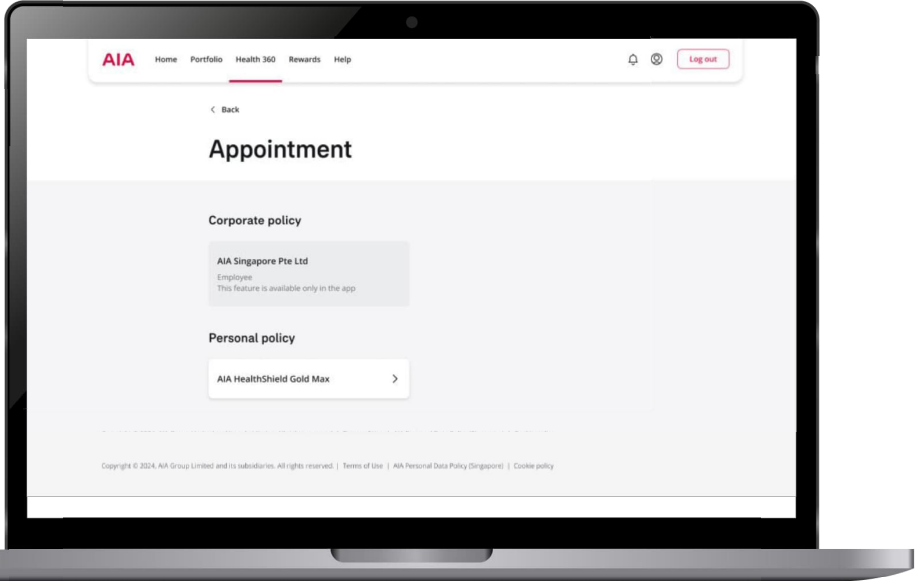 AIA Home Portfolio Health 360 Rewards Help Log out
Back
Appointment
Corporate policy
AIA Singapore Pte Ltd
Employee
This feature is available only in the app
Personal policy
AIA HealthShield Gold Max
Copyright © 2024, AIA Group Limited and its subsidiaries. All rights reserved. | Terms of Use | AIA Personal Data Policy (Singapore) | Cookie policy